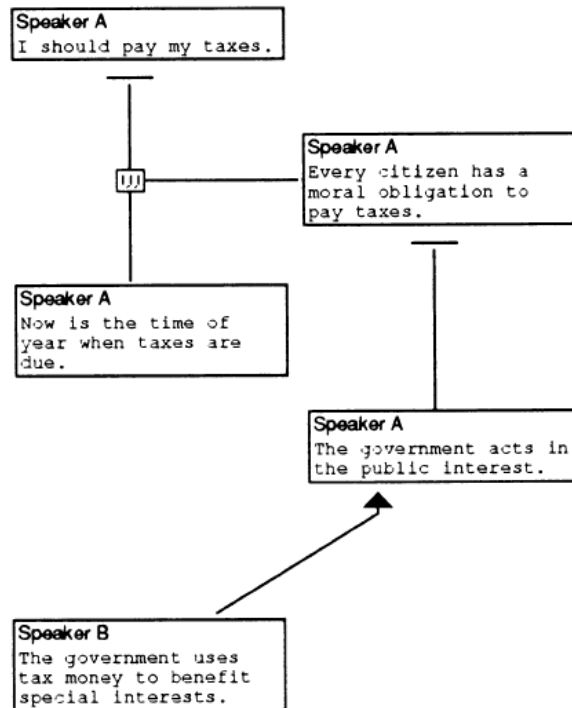 Speaker A
I should pay my taxes.
Speaker A
Every citizen has a
moral obligation to
pay taxes.
Speaker A
Now is the time of
year when taxes are
due.
Speaker A
The government acts in
the public interest.
Speaker B
The government uses
tax money to benefit
special interests.